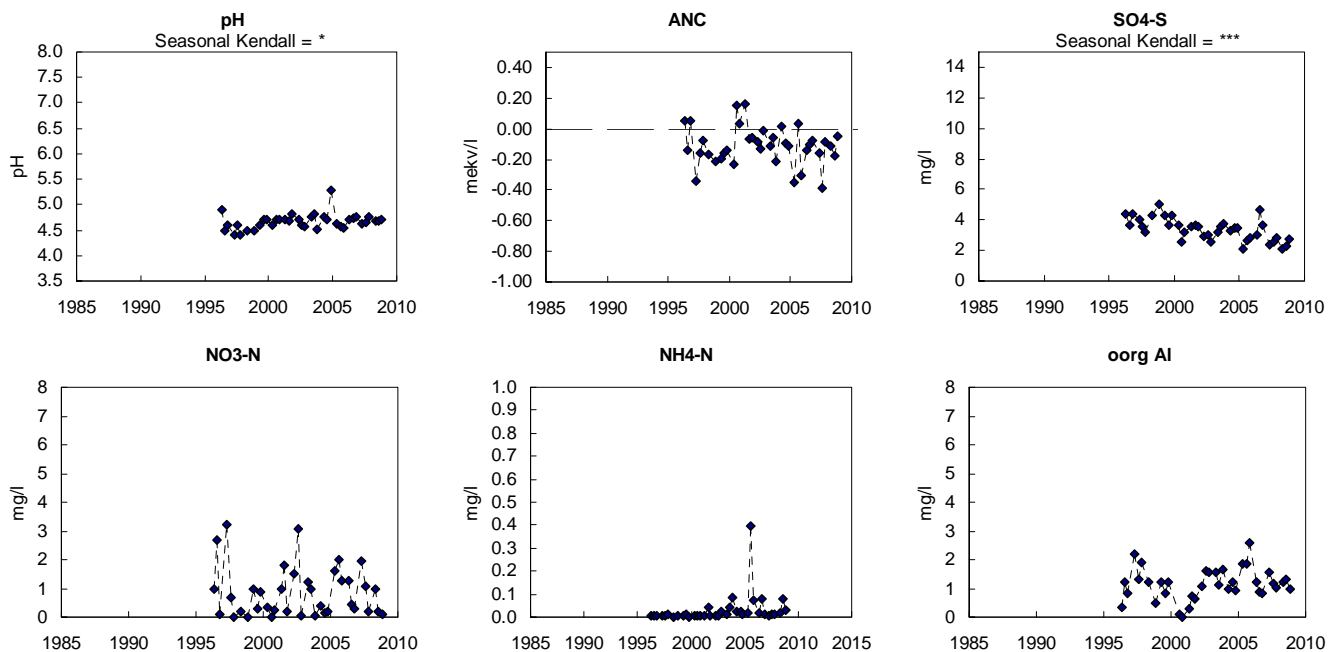 pH
Seasonal Kendall = *
8.0
7.5
7.0
6.5
6.0
5.5
5.0
4.5
4.0
3.5
pH
1985 1990 1995 2000 2005 2010
ANC
0.40
0.20
0.00
-0.20
-0.40
-0.60
-0.80
-1.00
mekv/l
1985 1990 1995 2000 2005 2010
SO4-S
Seasonal Kendall = ***
14
12
10
8
6
4
2
0
mg/l
1985 1990 1995 2000 2005 2010
NO3-N
8
7
6
5
4
3
2
1
0
mg/l
1985 1990 1995 2000 2005 2010
NH4-N
1.0
0.9
0.8
0.7
0.6
0.5
0.4
0.3
0.2
0.1
0.0
mg/l
1985 1990 1995 2000 2005 2010 2015
oorg Al
8
7
6
5
4
3
2
1
0
mg/l
1985 1990 1995 2000 2005 2010